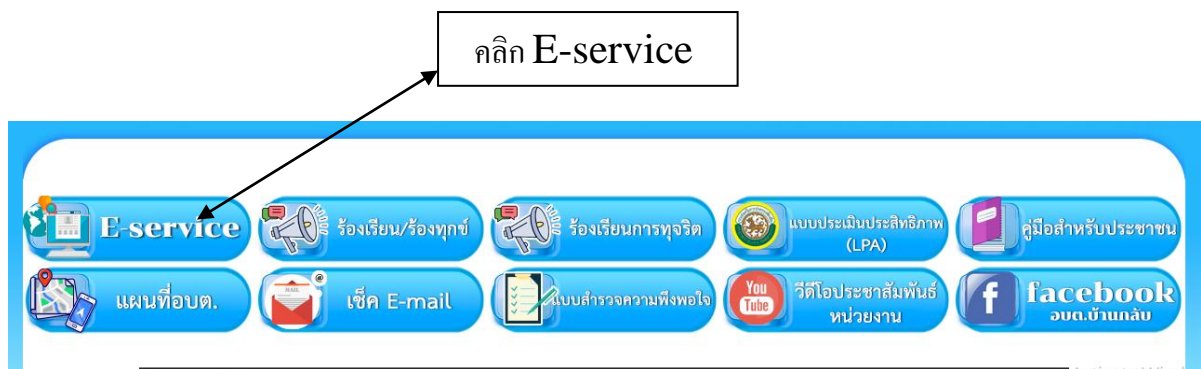 คลิก E-service
E-service
ร้องเรียน/ร้องทุกข์
ร้องเรียนการทุจริต
แบบประเมินประสิทธิภาพ
(LPA)
คู่มือสำหรับประชาชน
แผนที่อบต.
เช็ค E-mail
แบบสำรวจความพึงพอใจ
You
Tube
วีดีโอประชาสัมพันธ์
หน่วยงาน
facebook
อบต.บ้านกลับ